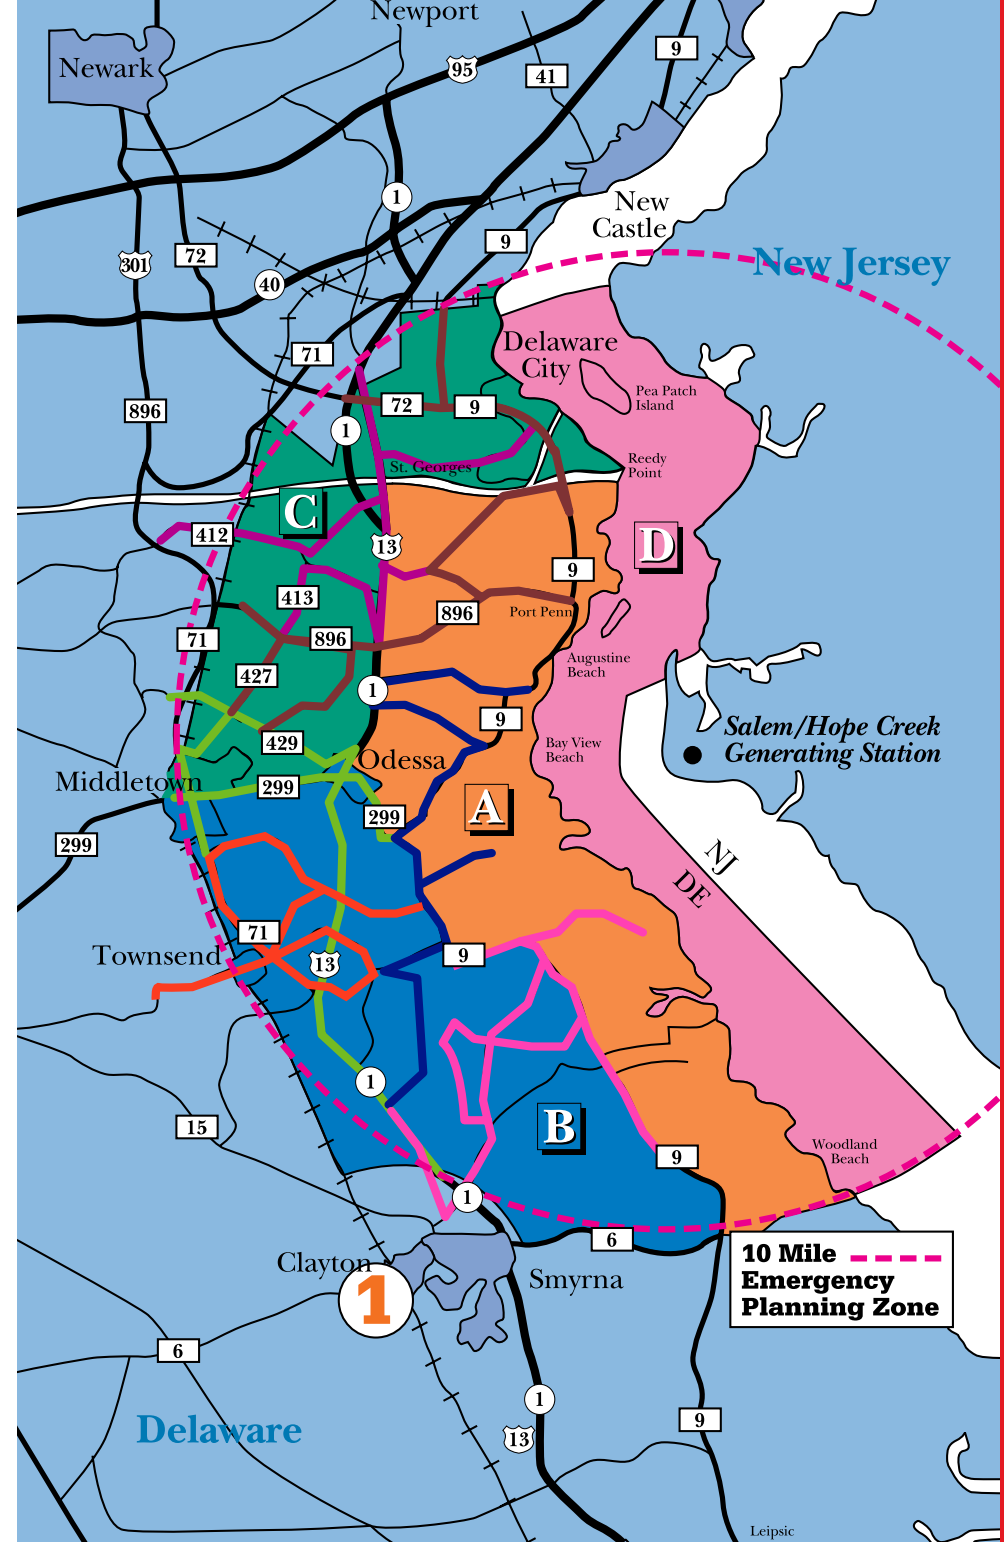 Newport
9
95
41
Newark
1
New
Castle
9
72
301
40
New Jersey
71
Delaware
City
Pea Patch
Island
72
9
896
1
Reedy
Point
St. Georges
C
412
13
D
9
413
896
Port Penn
896
71
Augustine
Beach
427
1
9
Salem/Hope Creek
Generating Station
429
Bay View
Beach
Odessa
Middletown
299
A
299
299
NJ
DE
71
9
Townsend
13
1
15
B
Woodland
Beach
9
1
6
10 Mile
Emergency
Planning Zone
Clayton
Smyrna
1
6
1
9
13
Delaware
Leipsic